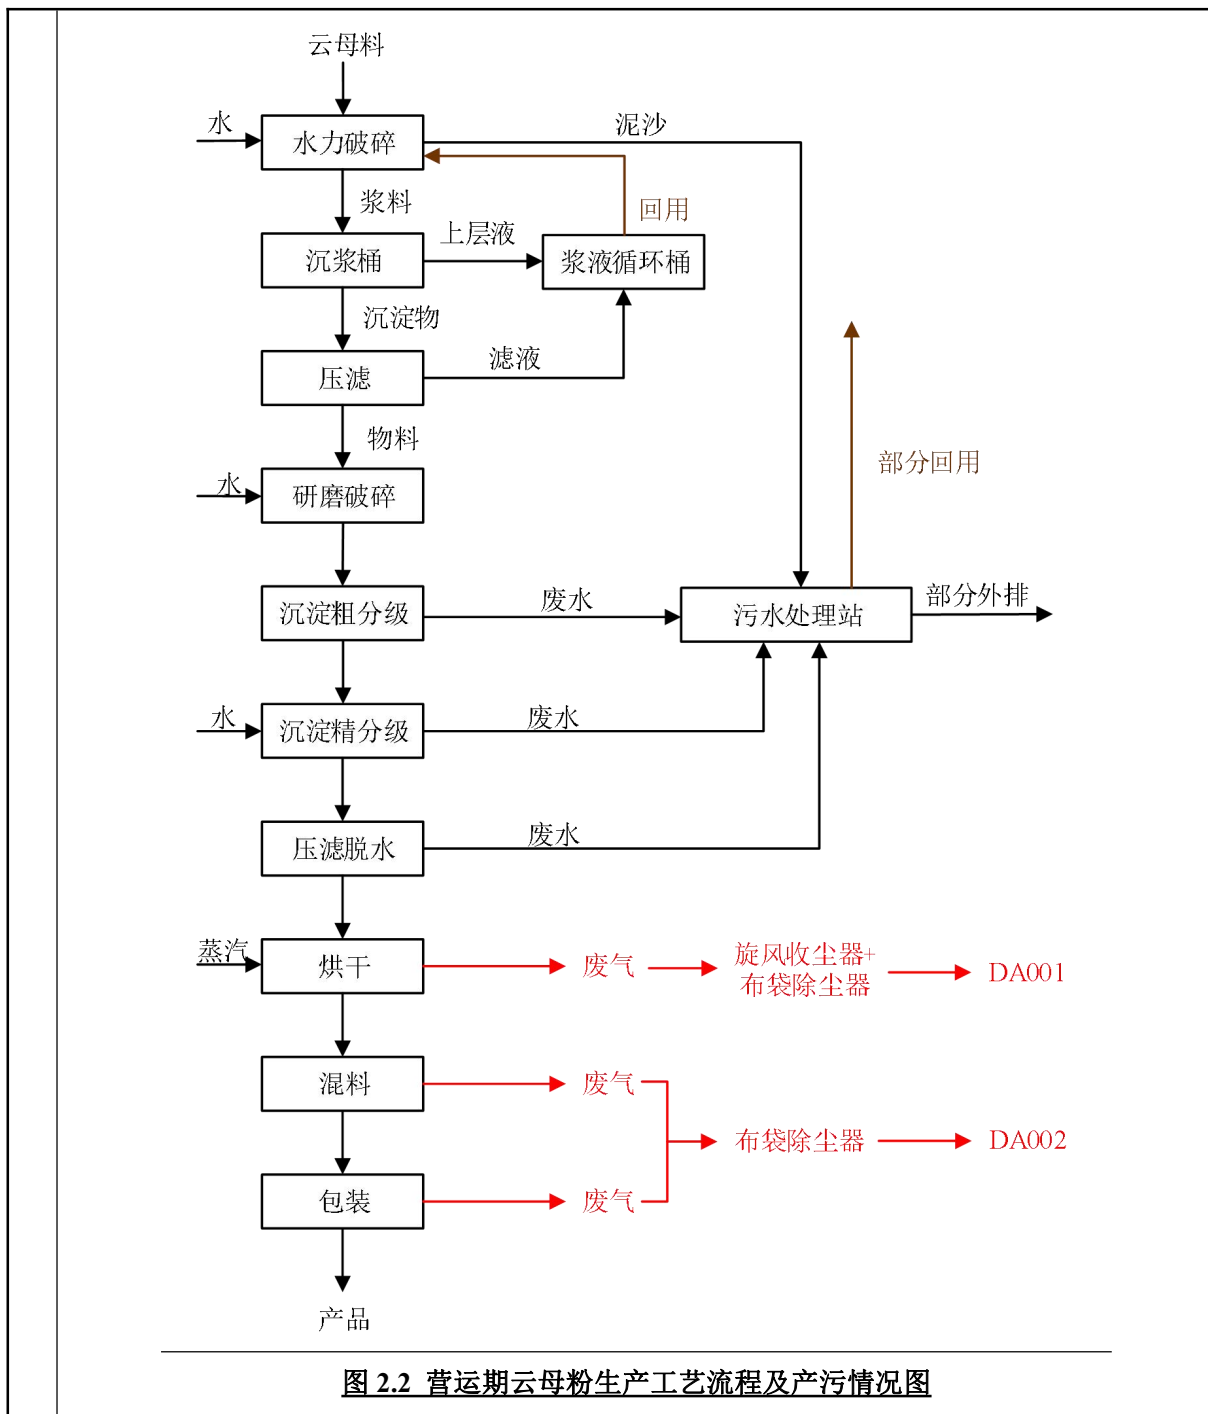 云母料
水
水力破碎
泥沙
浆料
回用
上层液
沉浆桶
浆液循环桶
沉淀物
滤液
压滤
物料
部分回用
水
研磨破碎
沉淀粗分级
废水
污水处理站
部分外排
水
沉淀精分级
废水
压滤脱水
废水
蒸汽
烘干
废气
旋风收尘器+
布袋除尘器
DA001
混料
废气
布袋除尘器
DA002
包装
废气
产品
图 2.2 营运期云母粉生产工艺流程及产污情况图